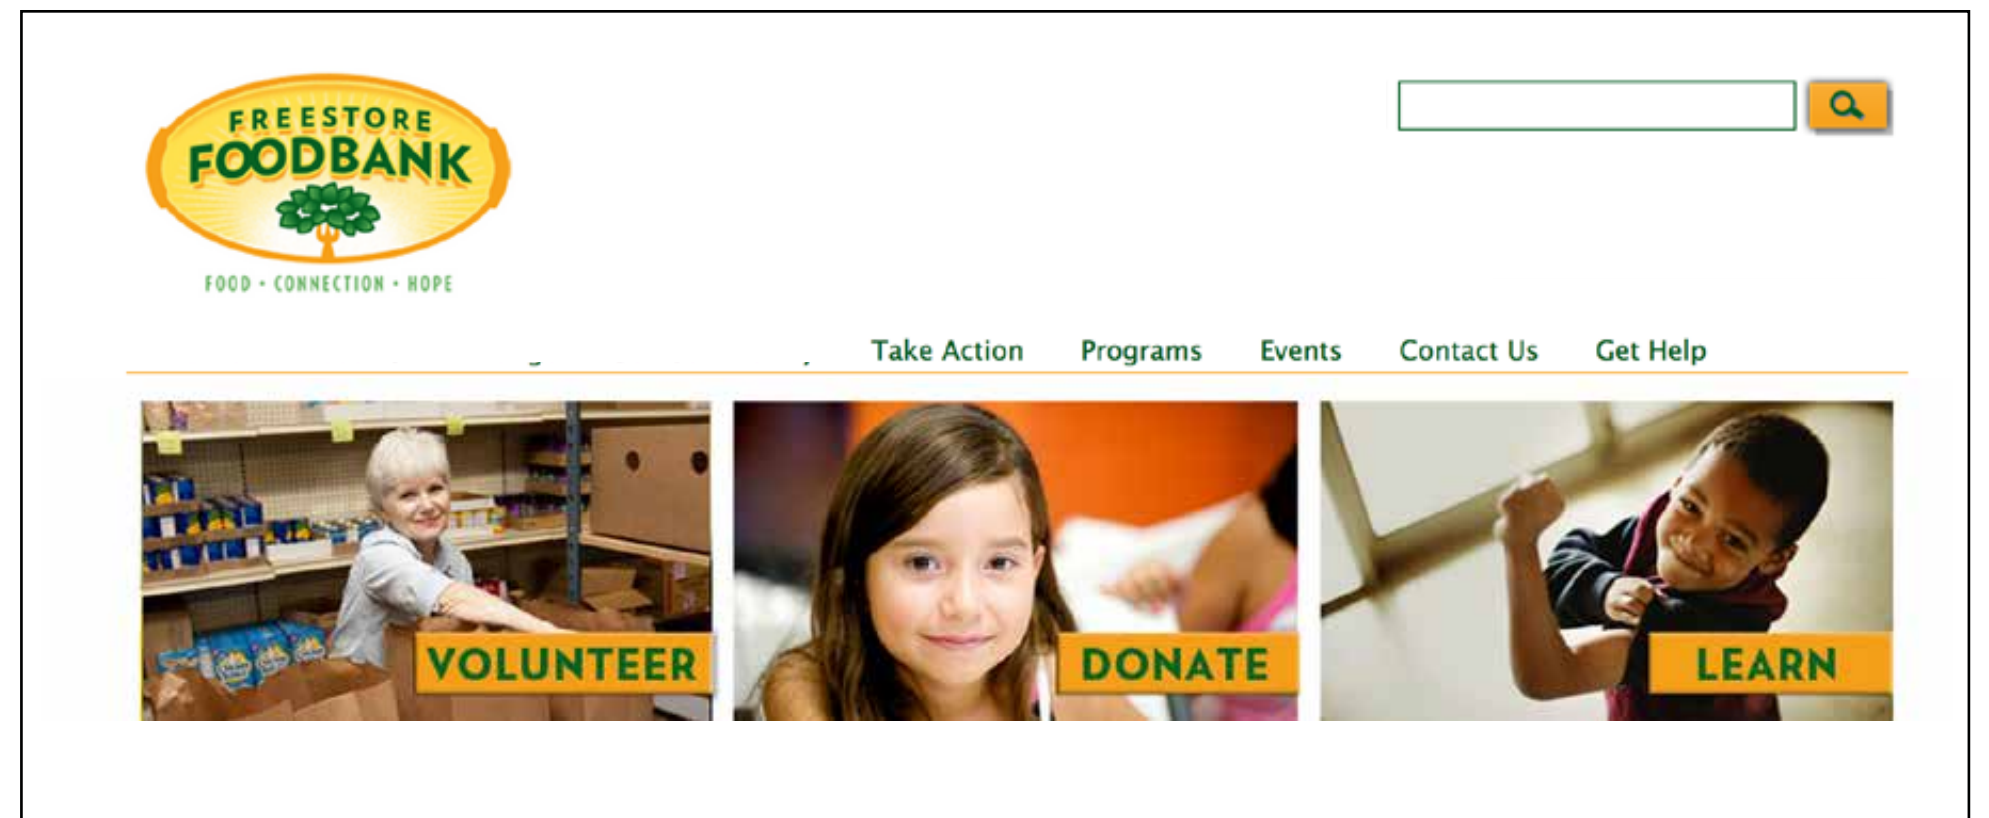 FREESTORE
FOODBANK
FOOD • CONNECTION • HOPE
Take Action Programs Events Contact Us Get Help
VOLUNTEER DONATE LEARN